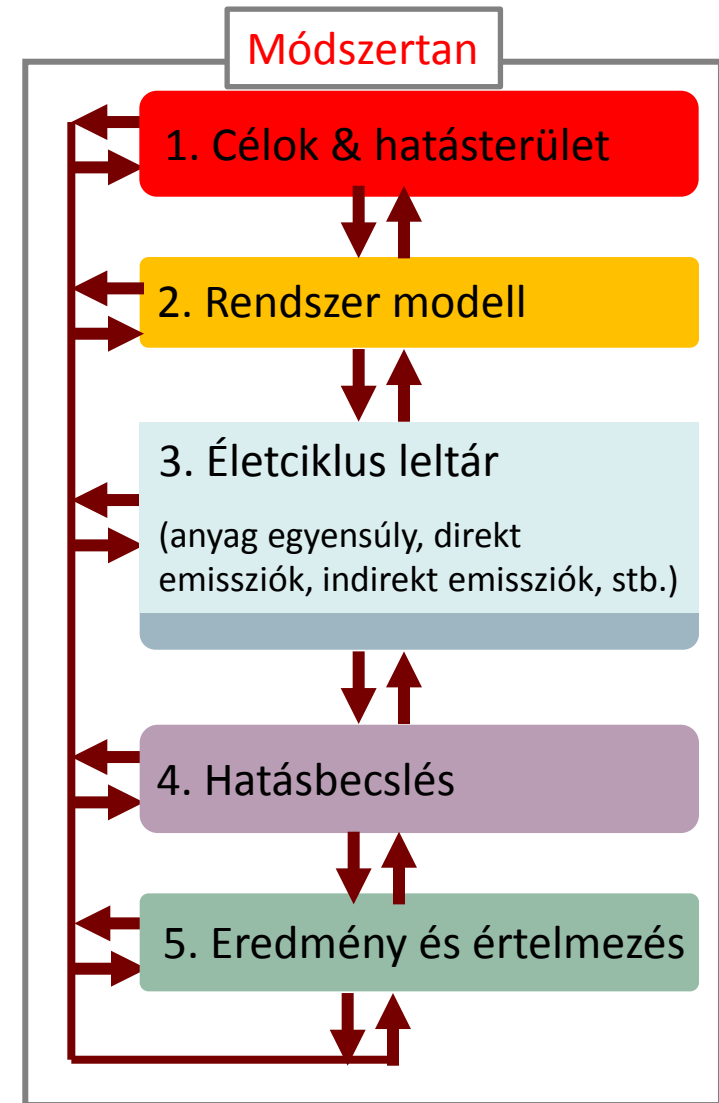 Módszertan
1. Célok & hatásterület
2. Rendszer modell
3. Életciklus leltár
(anyag egyensúly, direkt
emissziók, indirekt emissziók, stb.)
4. Hatásbecslés
5. Eredmény és értelmezés